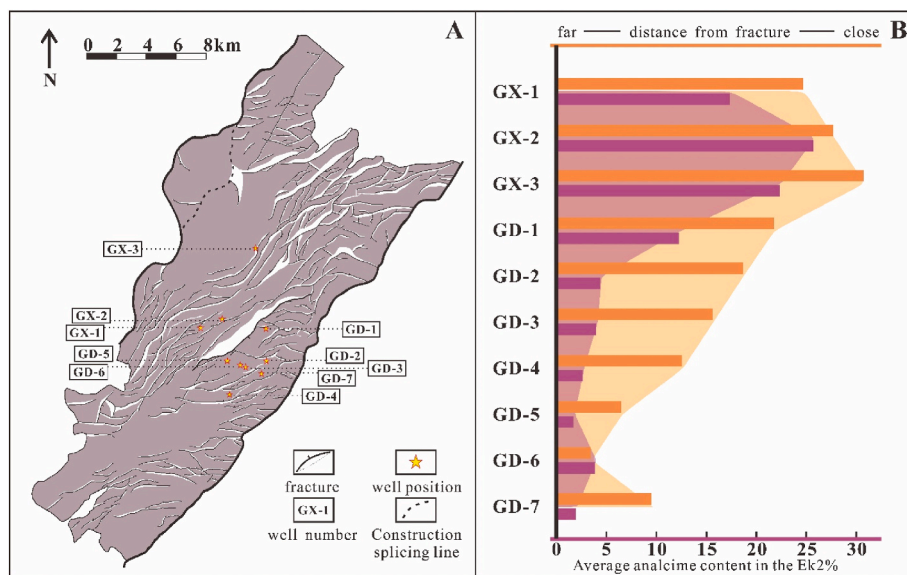 A
0 2 4 6 8km
N
GX-3
GX-2
GX-1
GD-5
GD-6
GD-1
GD-2
GD-3
GD-7
GD-4
fracture
well position
GX-1
well number
Construction
splicing line
B
far distance from fracture close
GX-1
GX-2
GX-3
GD-1
GD-2
GD-3
GD-4
GD-5
GD-6
GD-7
0 5 10 15 20 25 30
Average analcime content in the Ek2%